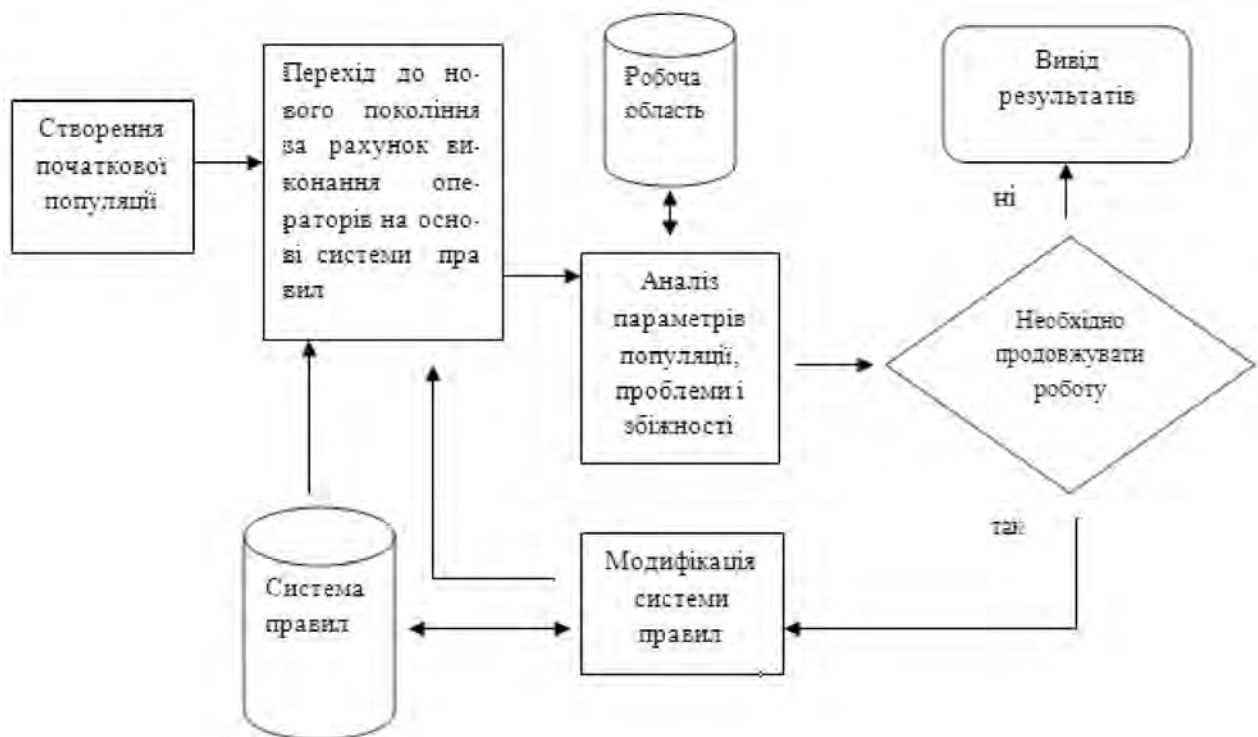 Створення
початкової
популяції
Перехід до но-
вого покоління
за рахунок ви-
конання опе-
раторів на осно-
ві системи пра
вил
Робоча
область
Вивід
результатів
ні
Аналіз
параметрів
популяції,
проблеми і
збіжності
Необхідно
продовжувати
роботу
так
Система
правил
Модифікація
системи
правил